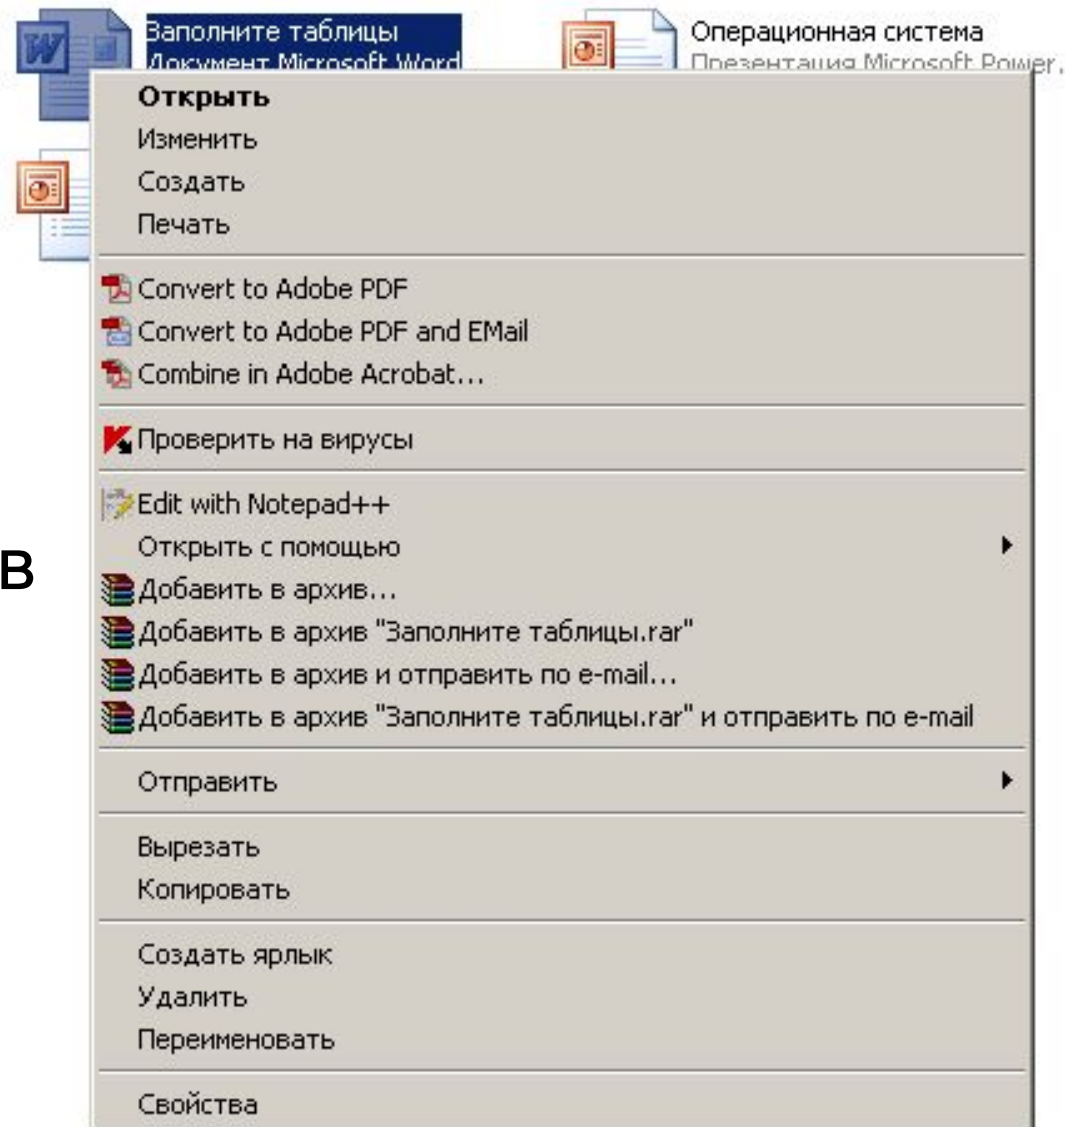 Заполните таблицы
Документ Microsoft Word
Операционная система
Презентация Microsoft Power.
Открыть
Изменить
Создать
Печать
Convert to Adobe PDF
Convert to Adobe PDF and EMail
Combine in Adobe Acrobat...
Проверить на вирусы
Edit with Notepad++
в
Открыть с помощью
Добавить в архив...
Добавить в архив "Заполните таблицы.rar"
Добавить в архив и отправить по e-mail...
Добавить в архив "Заполните таблицы.rar" и отправить по e-mail
Отправить
Вырезать
Копировать
Создать ярлык
Удалить
Переименовать
Свойства